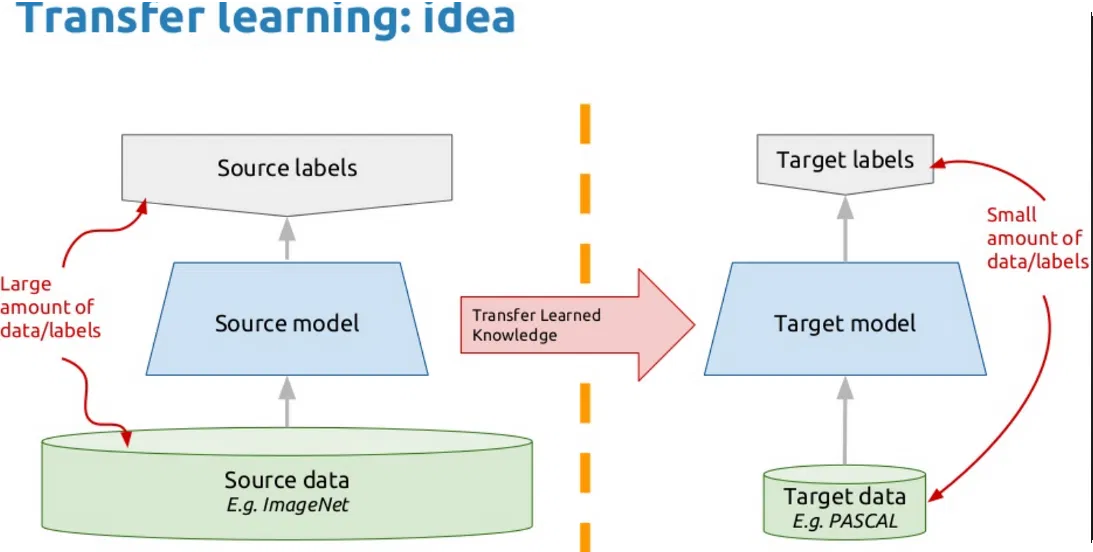 Transfer learning: idea
Source labels
Large
amount of
data/labels
Source model
Source data
E.g. ImageNet
Transfer Learned
Knowledge
Target labels
Small
amount of
data/labels
Target model
Target data
E.g. PASCAL